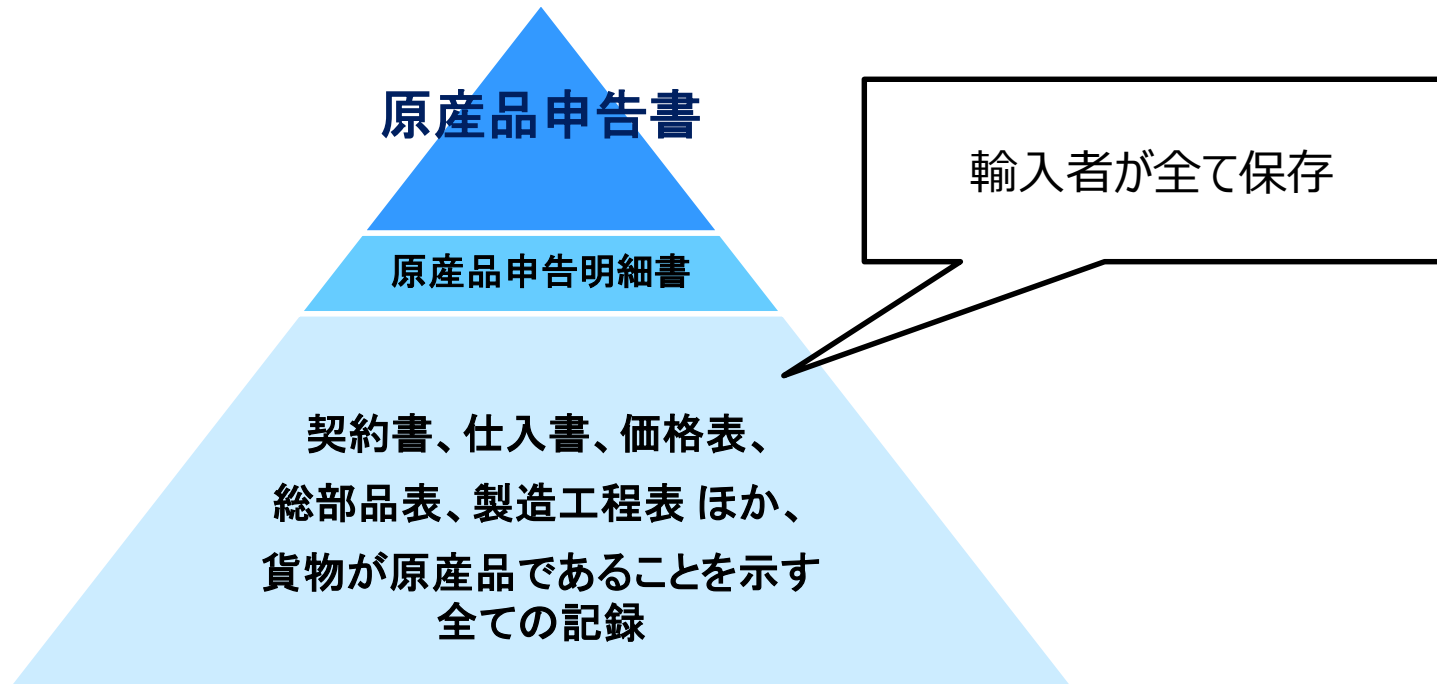 原産品申告書
輸入者が全て保存
原産品申告明細書
契約書、仕入書、価格表、
総部品表、製造工程表 ほか、
貨物が原産品であることを示す
全ての記録